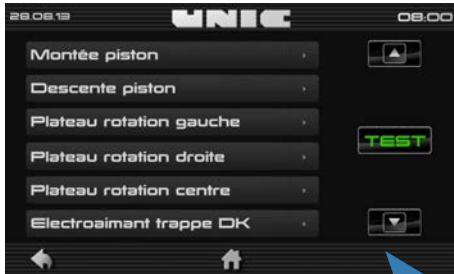 28.08.13 UNIC 08:00
Montée piston
Descente piston
Plateau rotation gauche
TEST
Plateau rotation droite
Plateau rotation centre
Electroaimant trappe DK